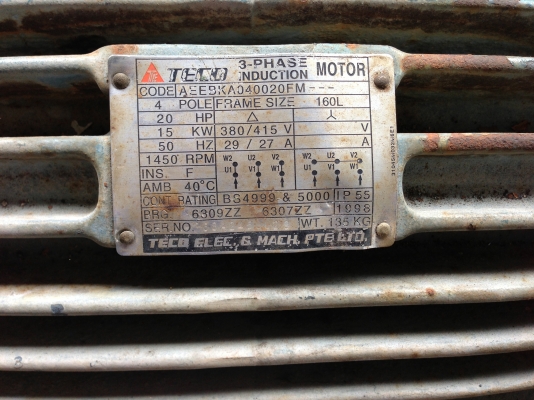 TECO 3-PHASE INDUCTION MOTOR
CODE AEEBKA040020FM---
4 POLE FRAME SIZE 160L
20 HP △ 人
15 KW 380/415 V V
50 HZ 29 / 27 A A
1450 RPM W2 U2 V2 W2 U2 V2
INS. F U1 V1 W1 U1 V1 W1
AMB 40°C
CONT RATING BS4999 & 5000 IP 55
BRG. 6309ZZ 6307ZZ 1998
SER NO. WT. 135 KG
TECO ELEC. & MACH. PTE LTD.